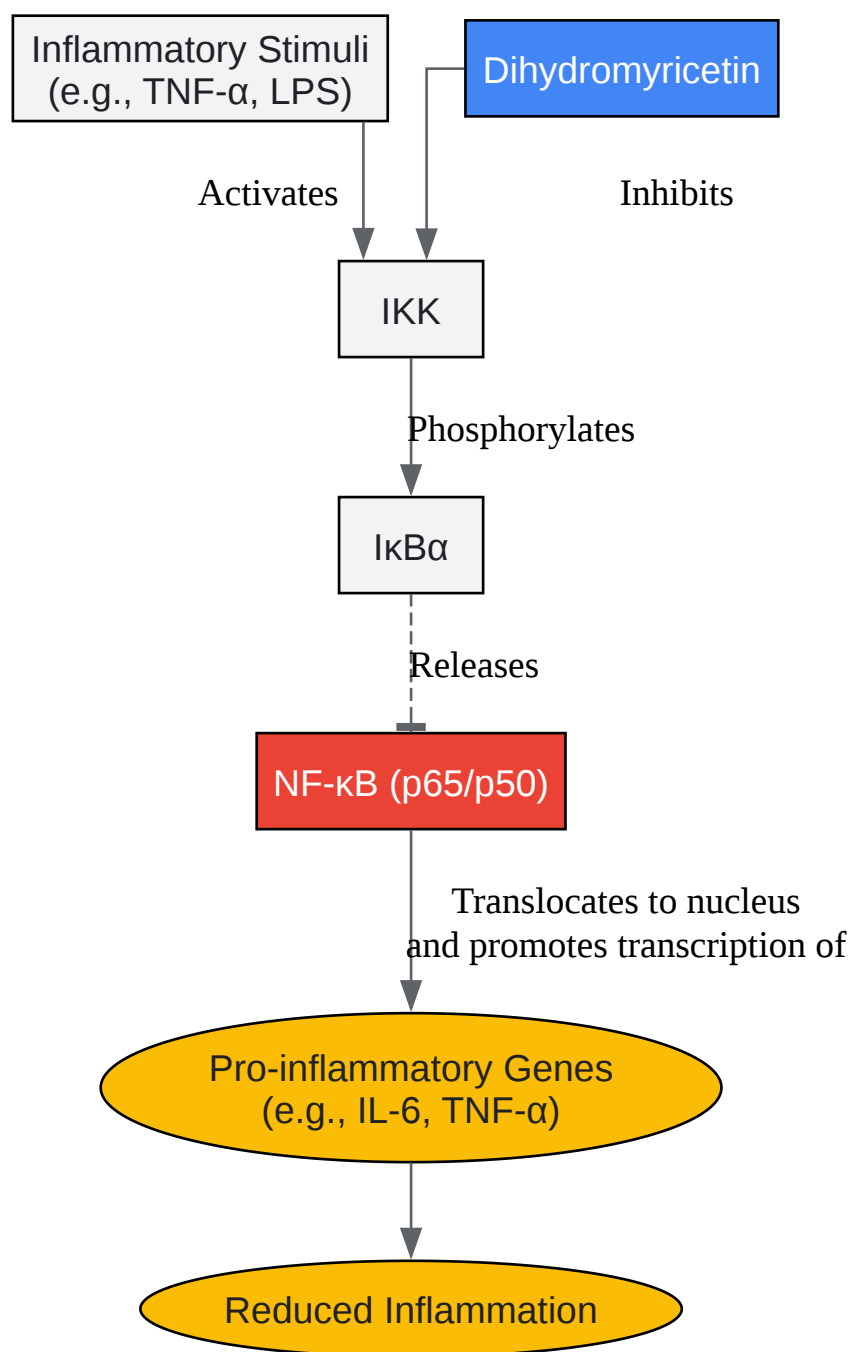 Inflammatory Stimuli
(e.g., TNF-α, LPS)
Dihydromyricetin
Activates
Inhibits
IKK
Phosphorylates
IκBα
Releases
NF-κB (p65/p50)
Translocates to nucleus
and promotes transcription of
Pro-inflammatory Genes
(e.g., IL-6, TNF-α)
Reduced Inflammation